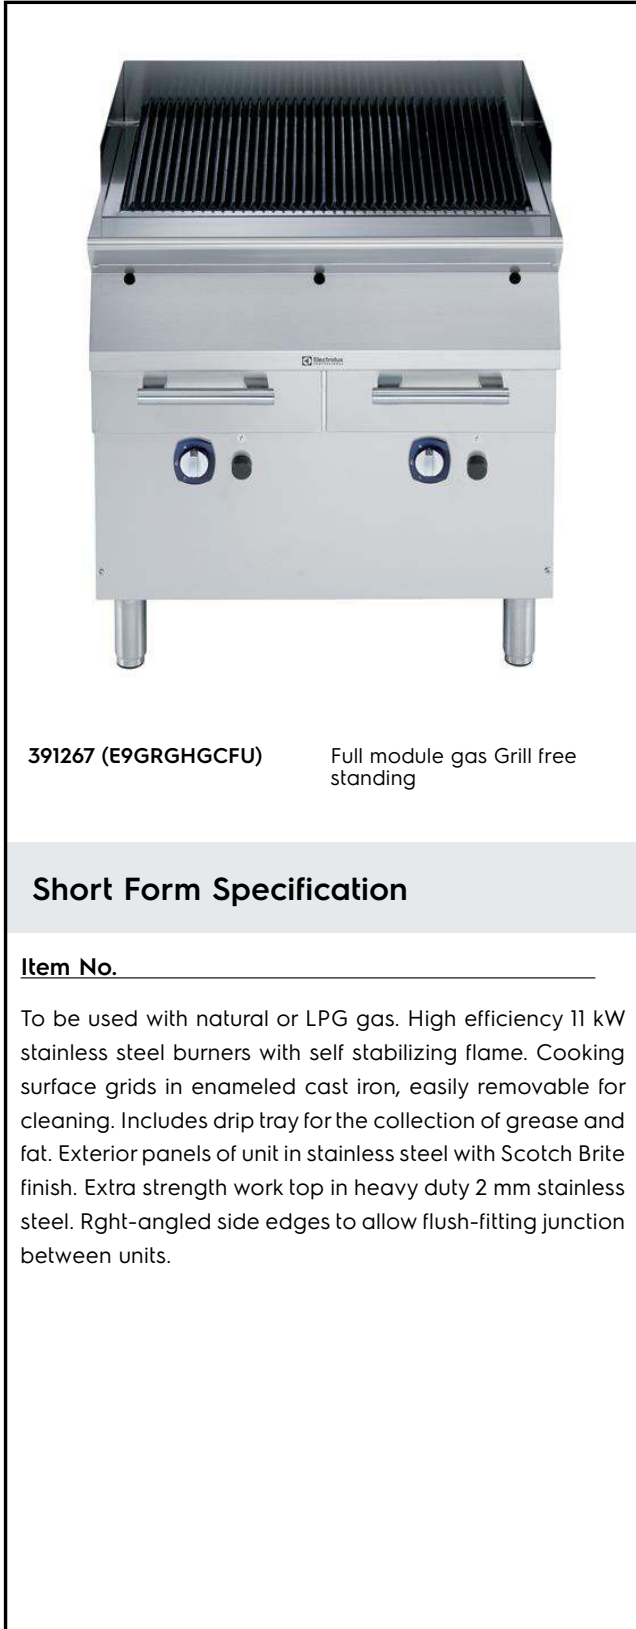 Electrolux
PROFESSIONAL
391267 (E9GRGHGCFU)
Full module gas Grill free
standing
Short Form Specification
Item No.
To be used with natural or LPG gas. High efficiency 11 kW
stainless steel burners with self stabilizing flame. Cooking
surface grids in enameled cast iron, easily removable for
cleaning. Includes drip tray for the collection of grease and
fat. Exterior panels of unit in stainless steel with Scotch Brite
finish. Extra strength work top in heavy duty 2 mm stainless
steel. Rght-angled side edges to allow flush-fitting junction
between units.